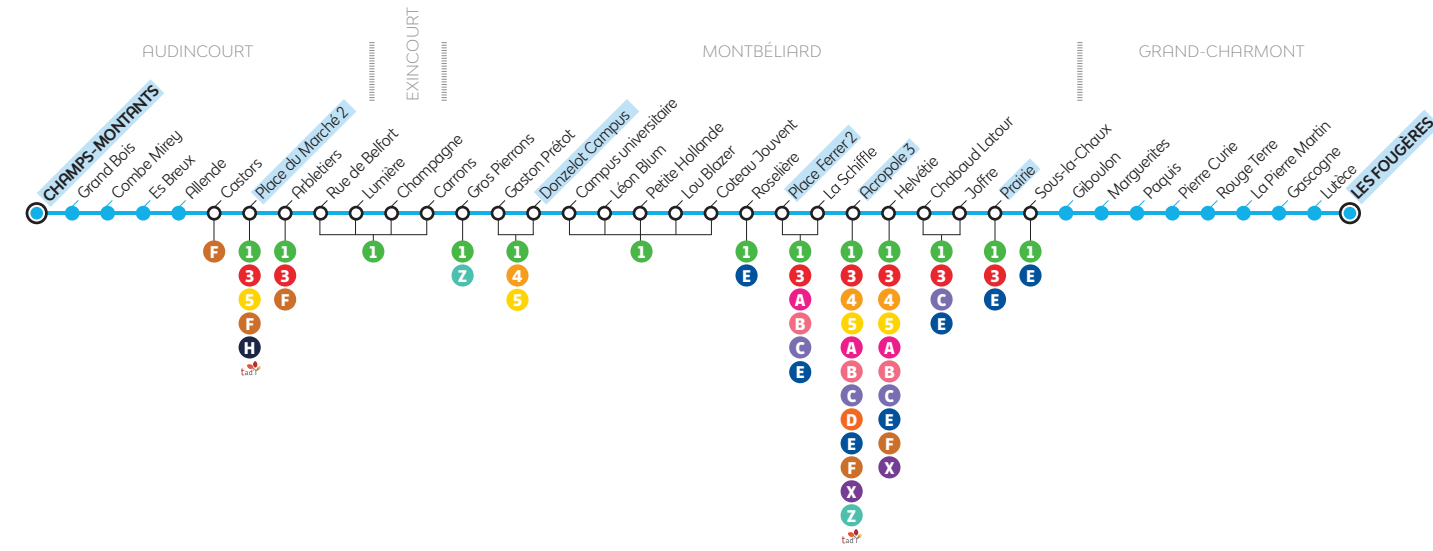 AUDINCOURT
EXINCOURT
MONTBÉLIARD
GRAND-CHARMONT
CHAMPS-MONTANTS
Grand Bois
Combe Mirey
Es Breux
Allende
Castors
Place du Marché 2
Arbletiers
Rue de Belfort
Lumière
Champagne
Carrons
Gros Pierrons
Gaston Prétot
Donzelot Campus
Campus universitaire
Léon Blum
Petite Hollande
Lou Blazer
Coteau Jouvent
Roselière
Place Ferrer 2
La Schiffle
Acropole 3
Helvétie
Chabaud Latour
Joffre
Prairie
Sous-la-Chaux
Giboulon
Marguerites
Paquis
Pierre Curie
Rouge Terre
La Pierre Martin
Gascogne
Lutèce
LES FOUGÈRES
F
1
3
5
F
H
tad'i
1
3
F
1
1
Z
1
4
5
1
1
E
1
3
A
B
C
E
1
3
4
5
A
B
C
D
E
F
X
Z
tad'i
1
3
4
5
A
B
C
E
F
X
1
3
C
E
1
3
E
1
E